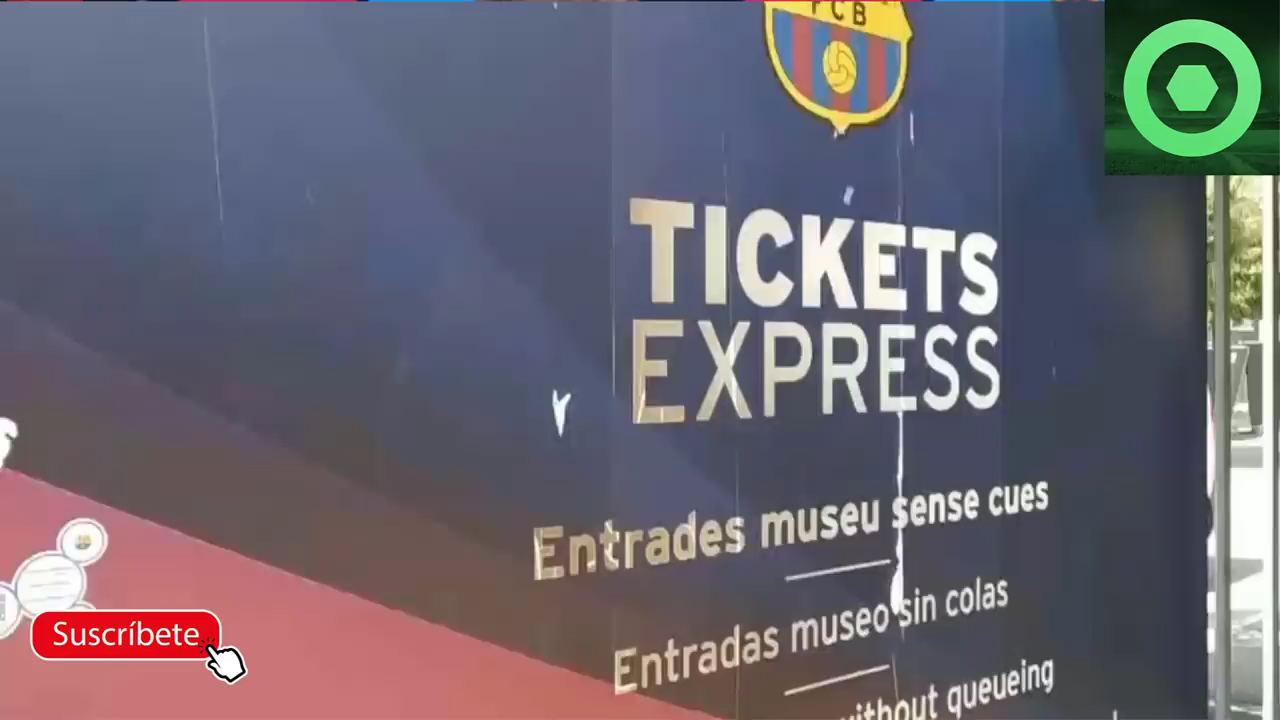 FCB
TICKETS
EXPRESS
Entrades museu sense cues
Entradas museo sin colas
without queueing
Suscríbete